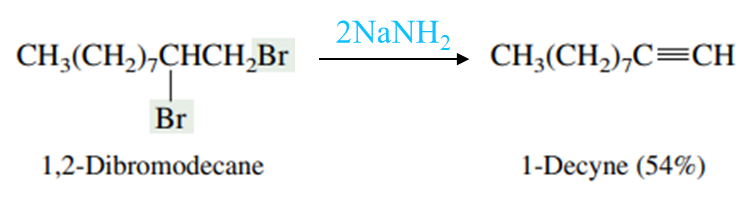 2NaNH₂
CH₃(CH₂)₇CHCH₂Br CH₃(CH₂)₇C≡CH
Br
1,2-Dibromodecane 1-Decyne (54%)